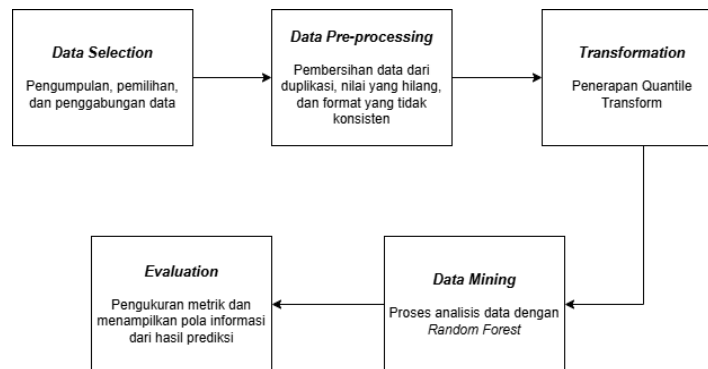 Data Selection
Pengumpulan, pemilihan,
dan penggabungan data
Data Pre-processing
Pembersihan data dari
duplikasi, nilai yang hilang,
dan format yang tidak
konsisten
Transformation
Penerapan Quantile
Transform
Evaluation
Pengukuran metrik dan
menampilkan pola informasi
dari hasil prediksi
Data Mining
Proses analisis data dengan
Random Forest